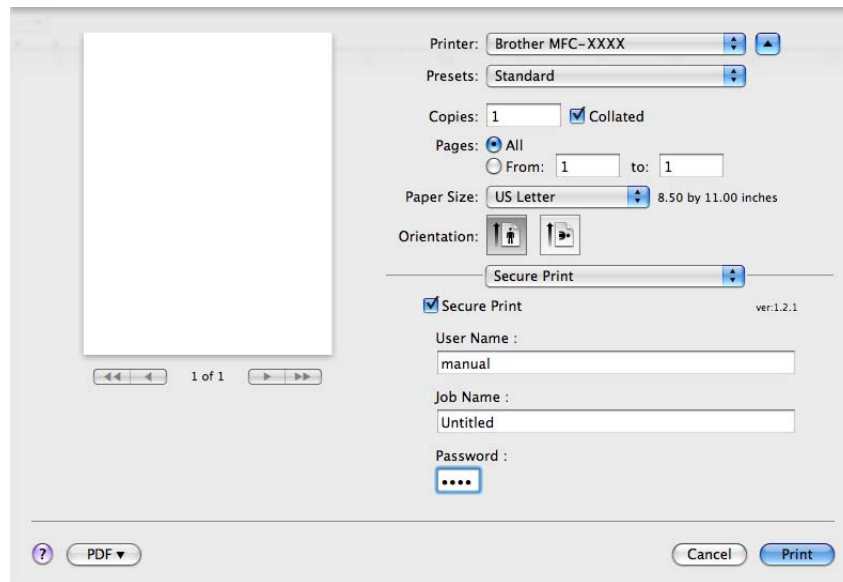 Printer: Brother MFC-XXXX
Presets: Standard
Copies: 1 Collated
Pages: All
From: 1 to: 1
Paper Size: US Letter 8.50 by 11.00 inches
Orientation:
Secure Print
Secure Print ver:1.2.1
User Name :
manual
Job Name :
Untitled
Password :
••••
1 of 1
? PDF ▾ Cancel Print